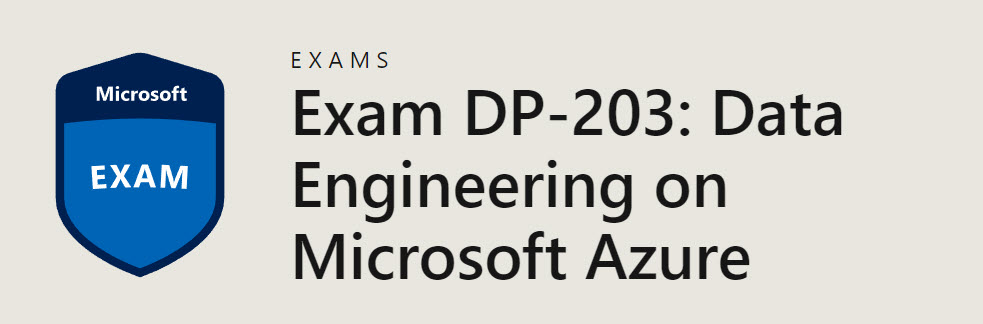 Microsoft
EXAM
EXAMS
Exam DP-203: Data
Engineering on
Microsoft Azure